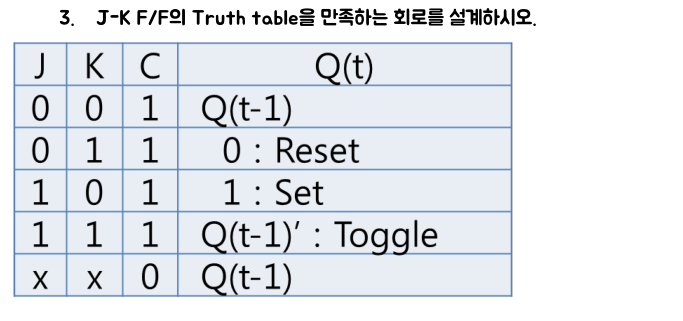 3. J-K F/F의 Truth table을 만족하는 회로를 설계하시오.
J K C Q(t)
0 0 1 Q(t-1)
0 1 1 0 : Reset
1 0 1 1 : Set
1 1 1 Q(t-1)' : Toggle
x x 0 Q(t-1)